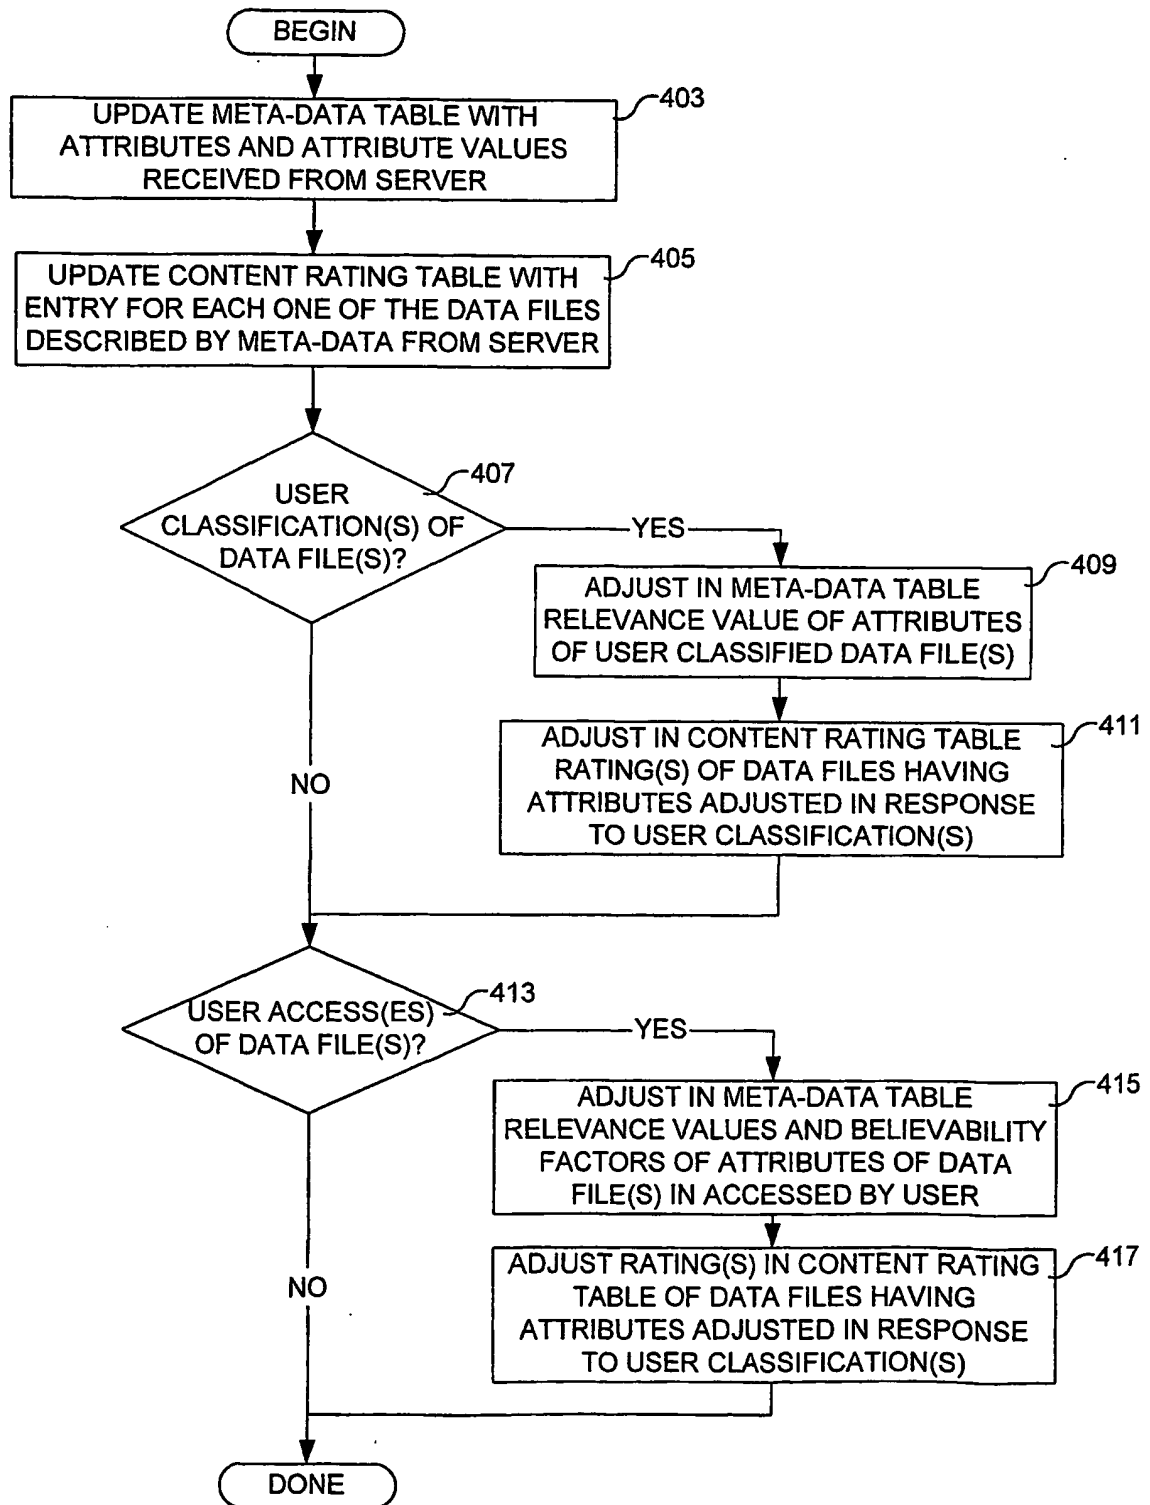 BEGIN
403
UPDATE META-DATA TABLE WITH
ATTRIBUTES AND ATTRIBUTE VALUES
RECEIVED FROM SERVER
405
UPDATE CONTENT RATING TABLE WITH
ENTRY FOR EACH ONE OF THE DATA FILES
DESCRIBED BY META-DATA FROM SERVER
407
USER
CLASSIFICATION(S) OF
DATA FILE(S)?
YES
409
ADJUST IN META-DATA TABLE
RELEVANCE VALUE OF ATTRIBUTES
OF USER CLASSIFIED DATA FILE(S)
411
ADJUST IN CONTENT RATING TABLE
RATING(S) OF DATA FILES HAVING
ATTRIBUTES ADJUSTED IN RESPONSE
TO USER CLASSIFICATION(S)
NO
413
USER ACCESS(ES)
OF DATA FILE(S)?
YES
415
ADJUST IN META-DATA TABLE
RELEVANCE VALUES AND BELIEVABILITY
FACTORS OF ATTRIBUTES OF DATA
FILE(S) IN ACCESSED BY USER
417
ADJUST RATING(S) IN CONTENT RATING
TABLE OF DATA FILES HAVING
ATTRIBUTES ADJUSTED IN RESPONSE
TO USER CLASSIFICATION(S)
NO
DONE